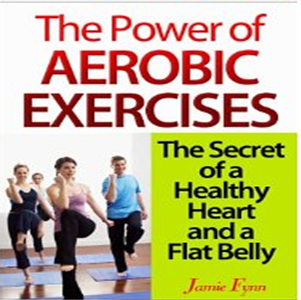 The Power of
AEROBIC
EXERCISES
The Secret
of a
Healthy
Heart
and a
Flat Belly
Jamie Fynn